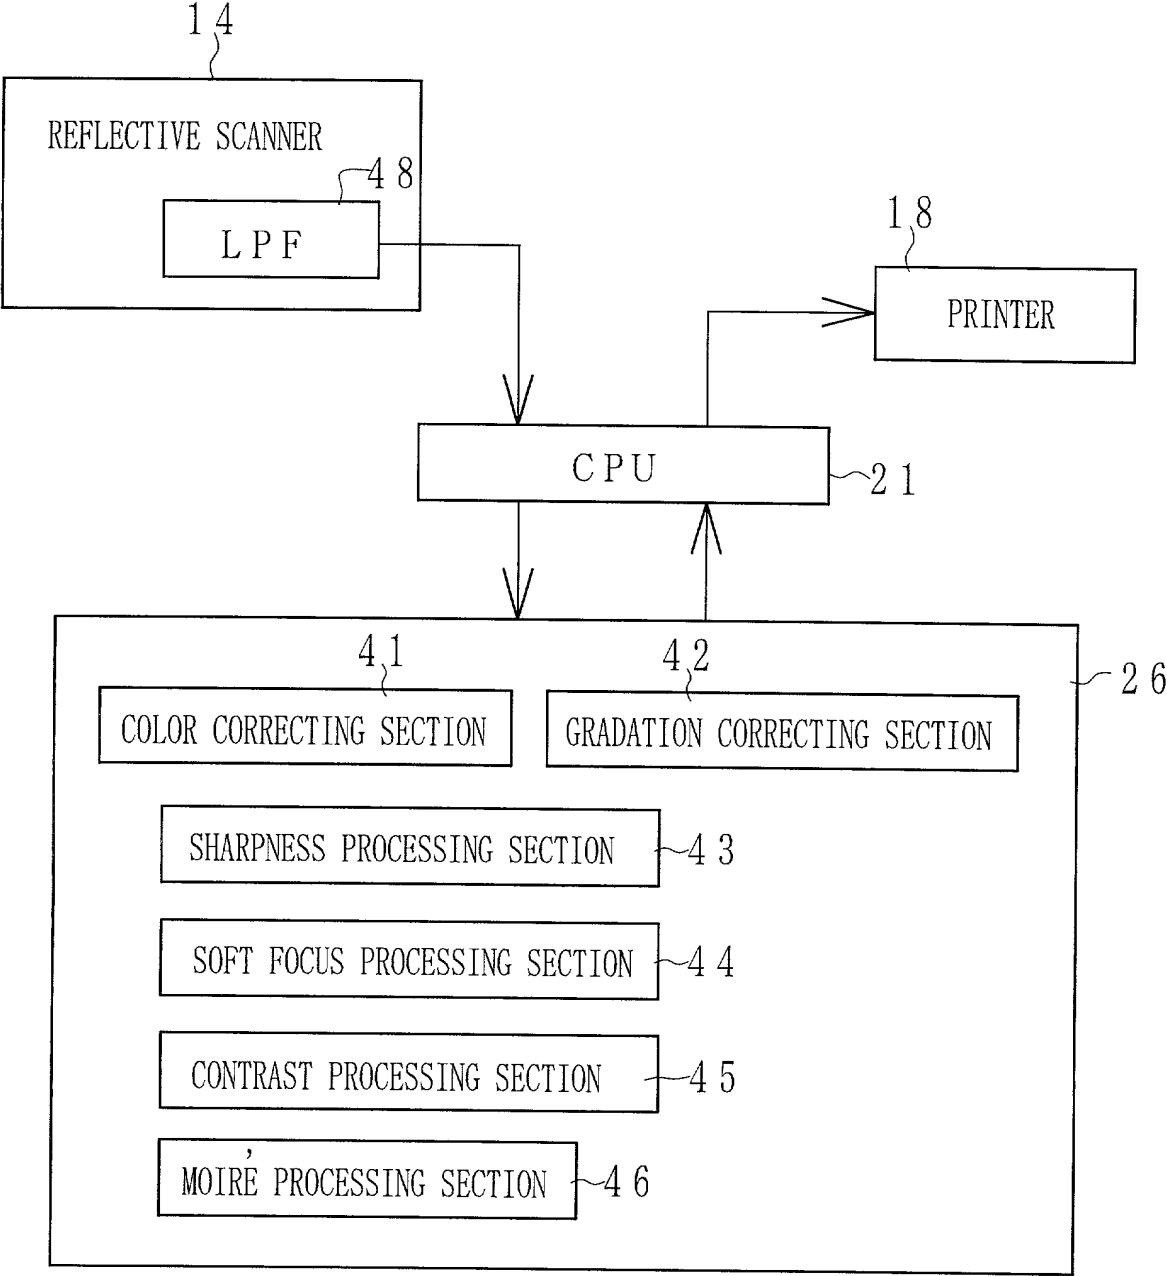 14
REFLECTIVE SCANNER
48
LPF
18
PRINTER
CPU
21
41
42
26
COLOR CORRECTING SECTION
GRADATION CORRECTING SECTION
SHARPNESS PROCESSING SECTION
43
SOFT FOCUS PROCESSING SECTION
44
CONTRAST PROCESSING SECTION
45
MOIRÉ PROCESSING SECTION
46